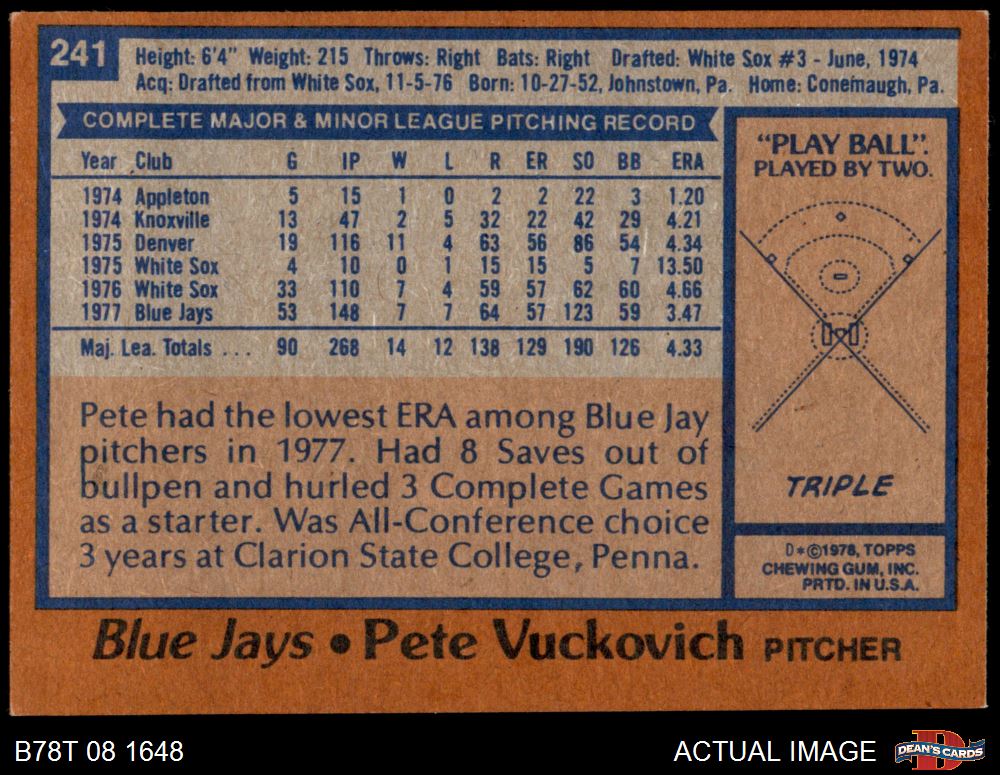 241
Height: 6'4" Weight: 215 Throws: Right Bats: Right Drafted: White Sox #3 - June, 1974
Acq: Drafted from White Sox, 11-5-76 Born: 10-27-52, Johnstown, Pa. Home: Conemaugh, Pa.
COMPLETE MAJOR & MINOR LEAGUE PITCHING RECORD
Year Club G IP W L R ER SO BB ERA
1974 Appleton 5 15 1 0 2 2 22 3 1.20
1974 Knoxville 13 47 2 5 32 22 42 29 4.21
1975 Denver 19 116 11 4 63 56 86 54 4.34
1975 White Sox 4 10 0 1 15 15 5 7 13.50
1976 White Sox 33 110 7 4 59 57 62 60 4.66
1977 Blue Jays 53 148 7 7 64 57 123 59 3.47
Maj. Lea. Totals ... 90 268 14 12 138 129 190 126 4.33
Pete had the lowest ERA among Blue Jay
pitchers in 1977. Had 8 Saves out of
bullpen and hurled 3 Complete Games
as a starter. Was All-Conference choice
3 years at Clarion State College, Penna.
"PLAY BALL".
PLAYED BY TWO.
TRIPLE
D*©1978, TOPPS
CHEWING GUM, INC.
PRTD. IN U.S.A.
Blue Jays • Pete Vuckovich PITCHER
B78T 08 1648
ACTUAL IMAGE
DEAN'S CARDS